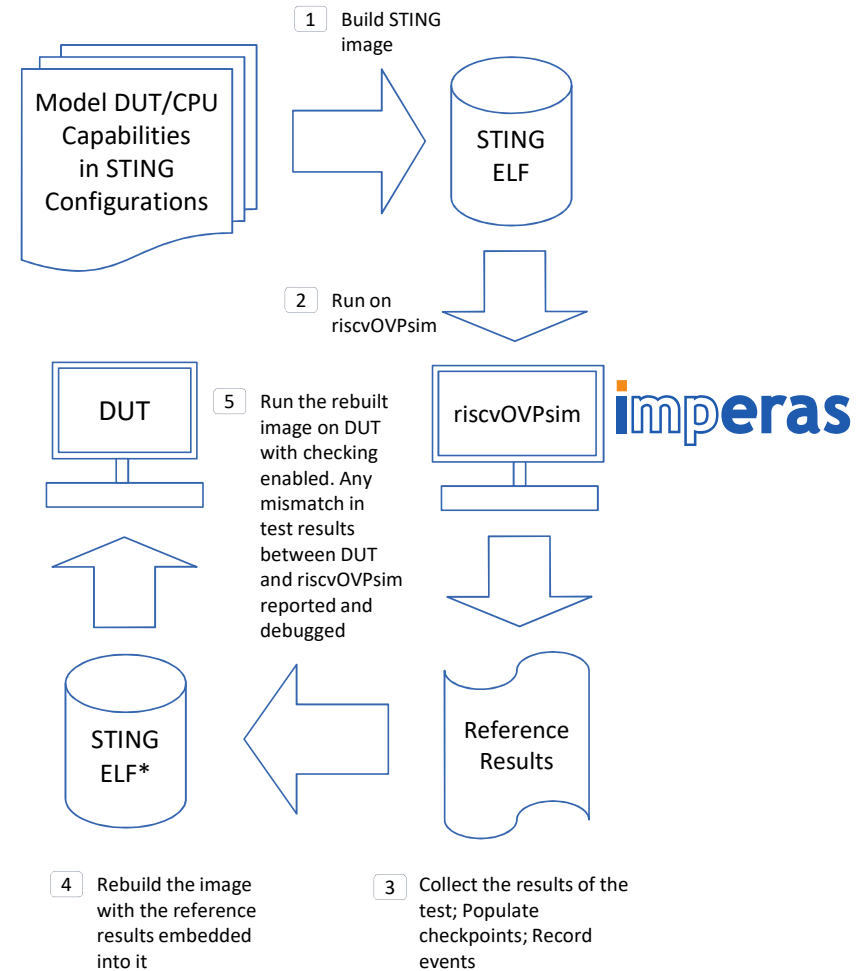 1 Build STING
image
Model DUT/CPU
Capabilities
in STING
Configurations
STING
ELF
2 Run on
riscvOVPsim
DUT
5 Run the rebuilt
image on DUT
with checking
enabled. Any
mismatch in
test results
between DUT
and riscvOVPsim
reported and
debugged
riscvOVPsim
imperas
STING
ELF*
Reference
Results
4 Rebuild the image
with the reference
results embedded
into it
3 Collect the results of the
test; Populate
checkpoints; Record
events